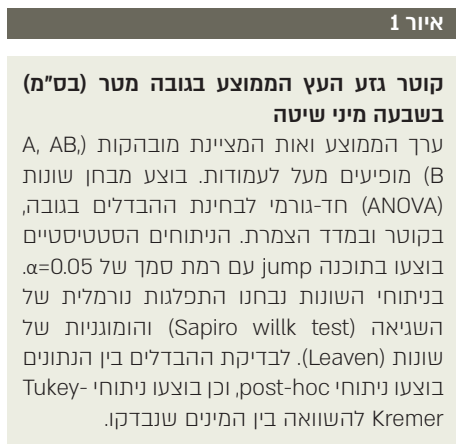 איור 1
קוטר גזע העץ הממוצע בגובה מטר (בס"מ)
בשבעה מיני שיטה
ערך הממוצע ואות המציינת מובהקות (A, AB,
B) מופיעים מעל לעמודות. בוצע מבחן שונות
(ANOVA) חד-גורמי לבחינת ההבדלים בגובה,
בקוטר ובמדד הצמרת. הניתוחים הסטטיסטיים
בוצעו בתוכנה jump עם רמת סמך של α=0.05.
בניתוחי השונות נבחנו התפלגות נורמלית של
השגיאה (Sapiro willk test) והומוגניות של
שונות (Leaven). לבדיקת ההבדלים בין הנתונים
בוצעו ניתוחי post-hoc, וכן בוצעו ניתוחי Tukey-
Kremer להשוואה בין המינים שנבדקו.